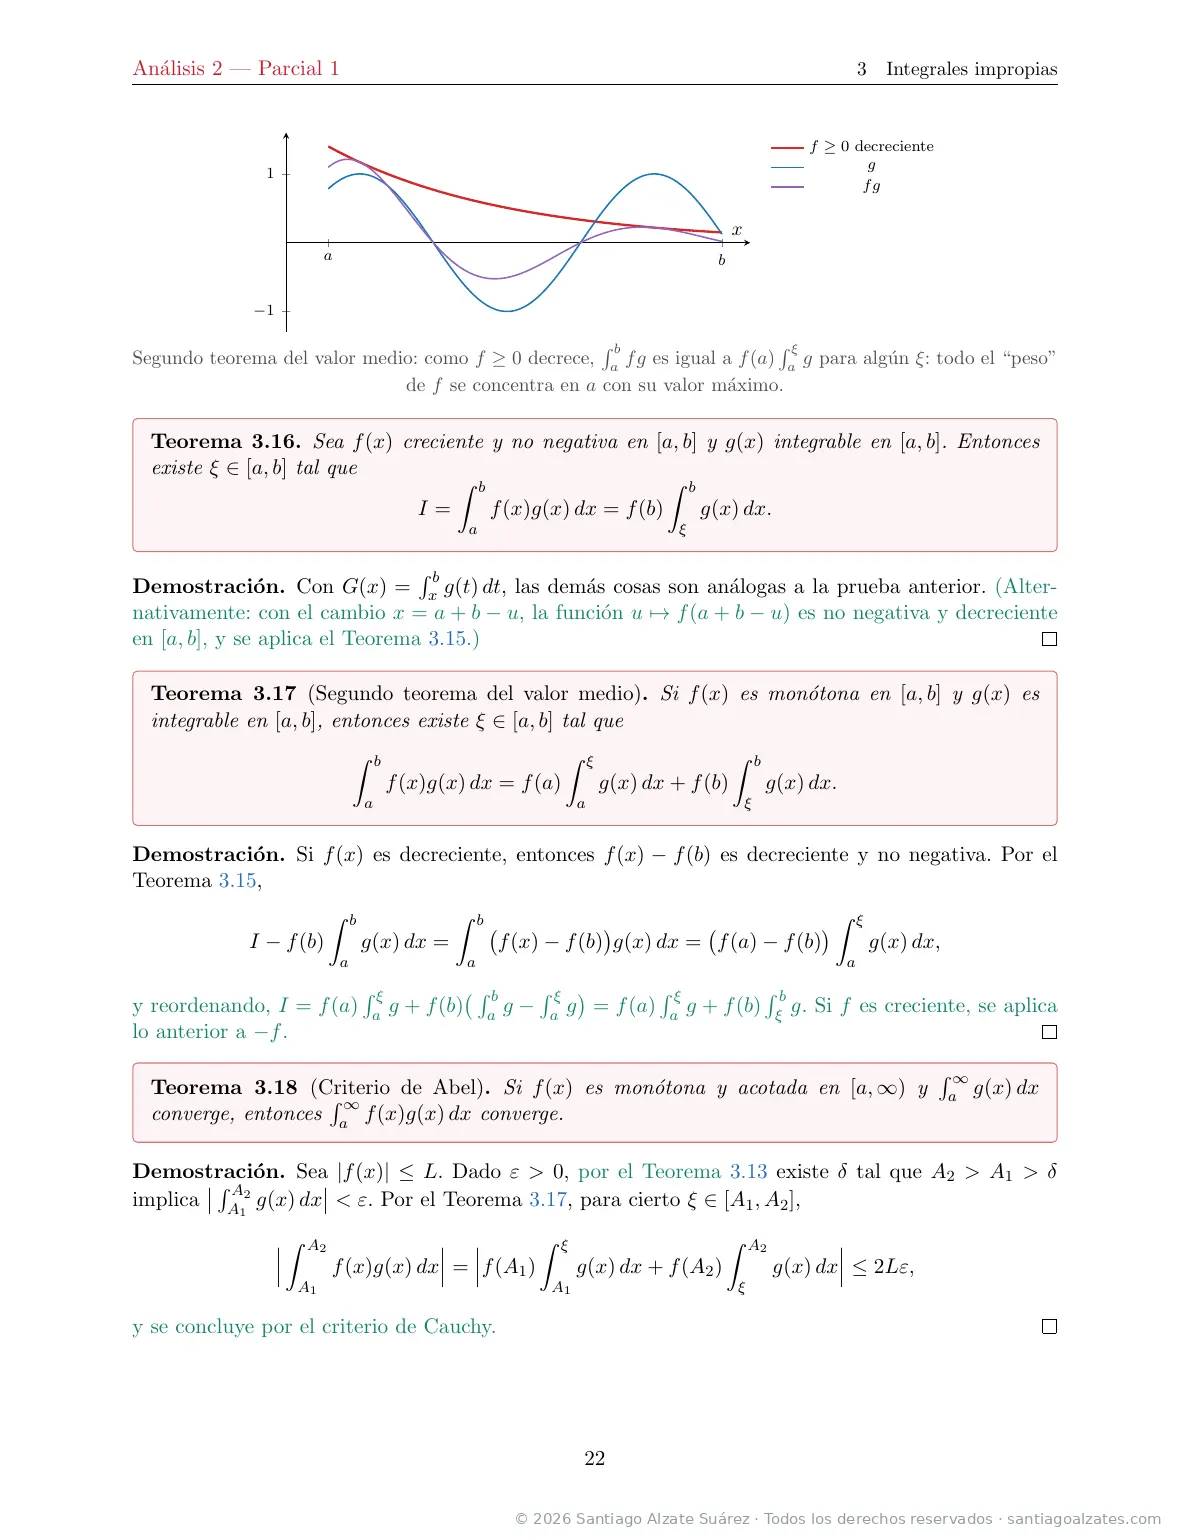 Análisis 2 — Parcial 1
3 Integrales impropias
f ≥ 0 decreciente
g
fg
1
x
a
b
−1
Segundo teorema del valor medio: como f ≥ 0 decrece, ∫_a^b fg es igual a f(a) ∫_a^ξ g para algún ξ: todo el “peso”
de f se concentra en a con su valor máximo.
Teorema 3.16. Sea f(x) creciente y no negativa en [a, b] y g(x) integrable en [a, b]. Entonces
existe ξ ∈ [a, b] tal que
I = ∫_a^b f(x)g(x) dx = f(b) ∫_ξ^b g(x) dx.
Demostración. Con G(x) = ∫_x^b g(t) dt, las demás cosas son análogas a la prueba anterior. (Alter-
nativamente: con el cambio x = a + b − u, la función u ↦ f(a + b − u) es no negativa y decreciente
en [a, b], y se aplica el Teorema 3.15.) □
Teorema 3.17 (Segundo teorema del valor medio). Si f(x) es monótona en [a, b] y g(x) es
integrable en [a, b], entonces existe ξ ∈ [a, b] tal que
∫_a^b f(x)g(x) dx = f(a) ∫_a^ξ g(x) dx + f(b) ∫_ξ^b g(x) dx.
Demostración. Si f(x) es decreciente, entonces f(x) − f(b) es decreciente y no negativa. Por el
Teorema 3.15,
I − f(b) ∫_a^b g(x) dx = ∫_a^b (f(x) − f(b))g(x) dx = (f(a) − f(b)) ∫_a^ξ g(x) dx,
y reordenando, I = f(a) ∫_a^ξ g + f(b)(∫_a^b g − ∫_a^ξ g) = f(a) ∫_a^ξ g + f(b) ∫_ξ^b g. Si f es creciente, se aplica
lo anterior a −f. □
Teorema 3.18 (Criterio de Abel). Si f(x) es monótona y acotada en [a, ∞) y ∫_a^∞ g(x) dx
converge, entonces ∫_a^∞ f(x)g(x) dx converge.
Demostración. Sea |f(x)| ≤ L. Dado ε > 0, por el Teorema 3.13 existe δ tal que A₂ > A₁ > δ
implica |∫_{A₁}^{A₂} g(x) dx| < ε. Por el Teorema 3.17, para cierto ξ ∈ [A₁, A₂],
|∫_{A₁}^{A₂} f(x)g(x) dx| = |f(A₁) ∫_{A₁}^ξ g(x) dx + f(A₂) ∫_ξ^{A₂} g(x) dx| ≤ 2Lε,
y se concluye por el criterio de Cauchy. □
22
© 2026 Santiago Alzate Suárez · Todos los derechos reservados · santiagoalzates.com